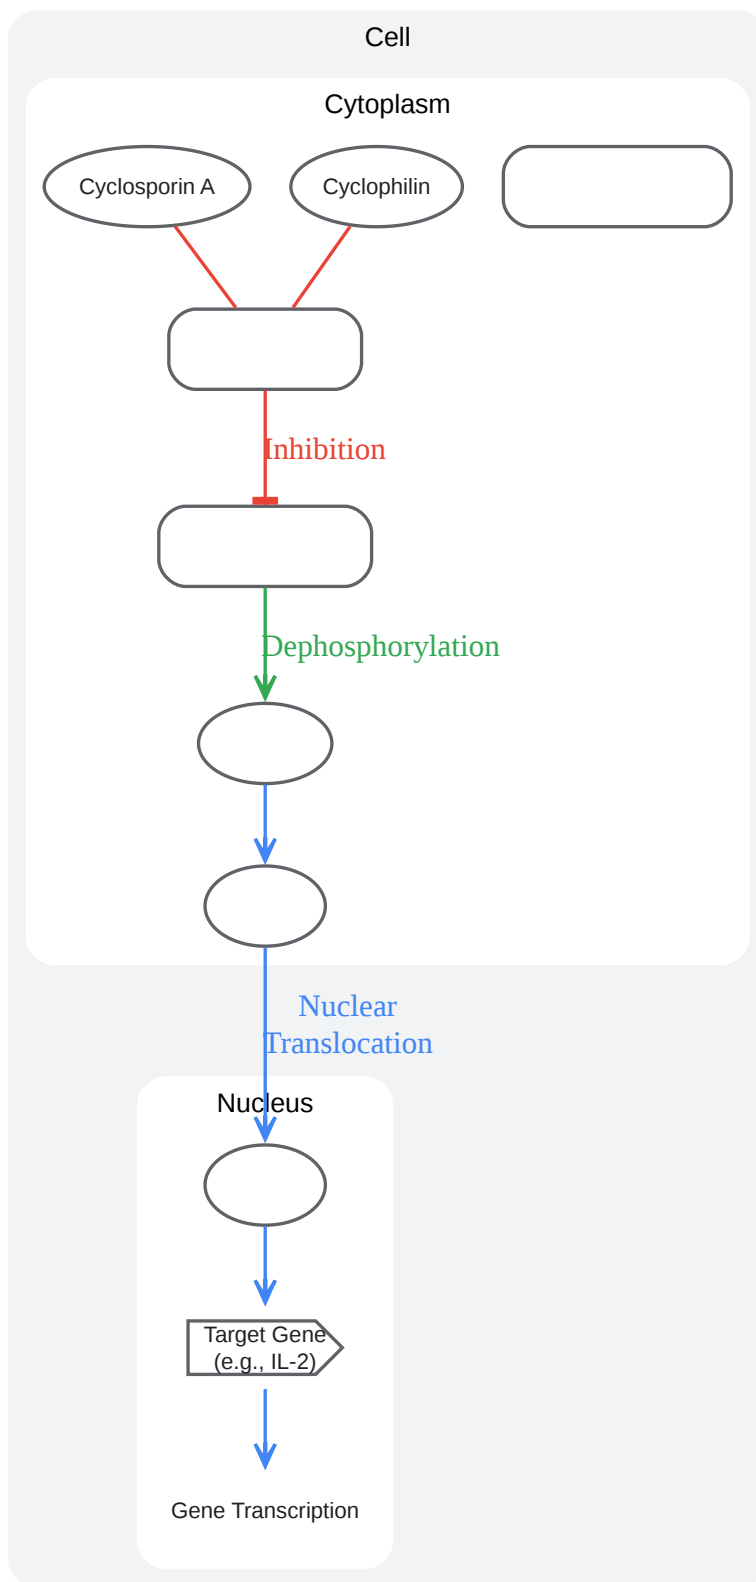 Cell
Cytoplasm
Cyclosporin A
Cyclophilin
Inhibition
Dephosphorylation
Nuclear
Translocation
Nucleus
Target Gene
(e.g., IL-2)
Gene Transcription